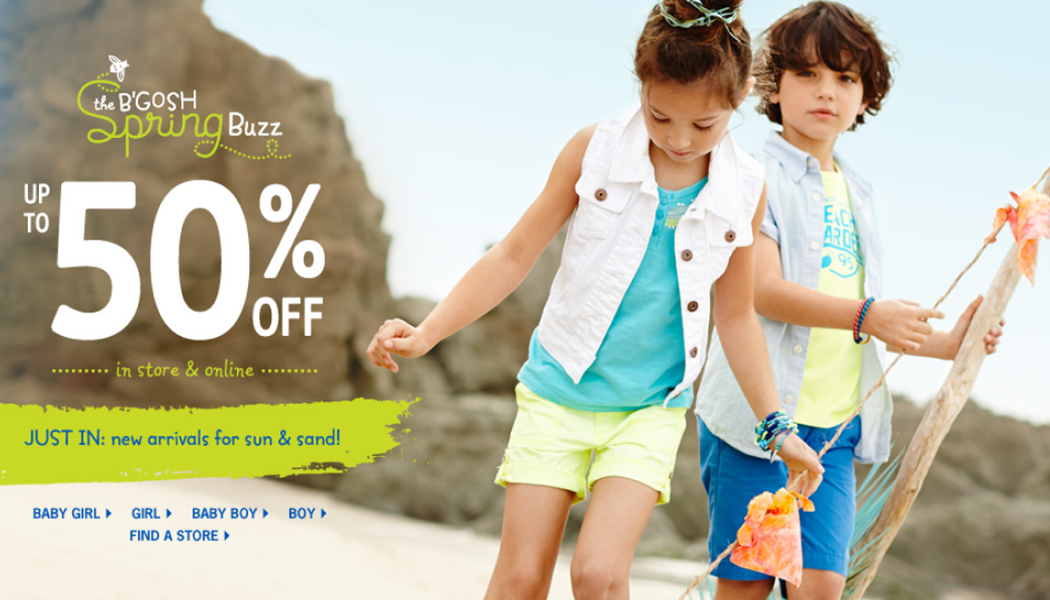 the B'GOSH
Spring Buzz
UP TO
50% OFF
in store & online
JUST IN: new arrivals for sun & sand!
BABY GIRL GIRL BABY BOY BOY
FIND A STORE
95